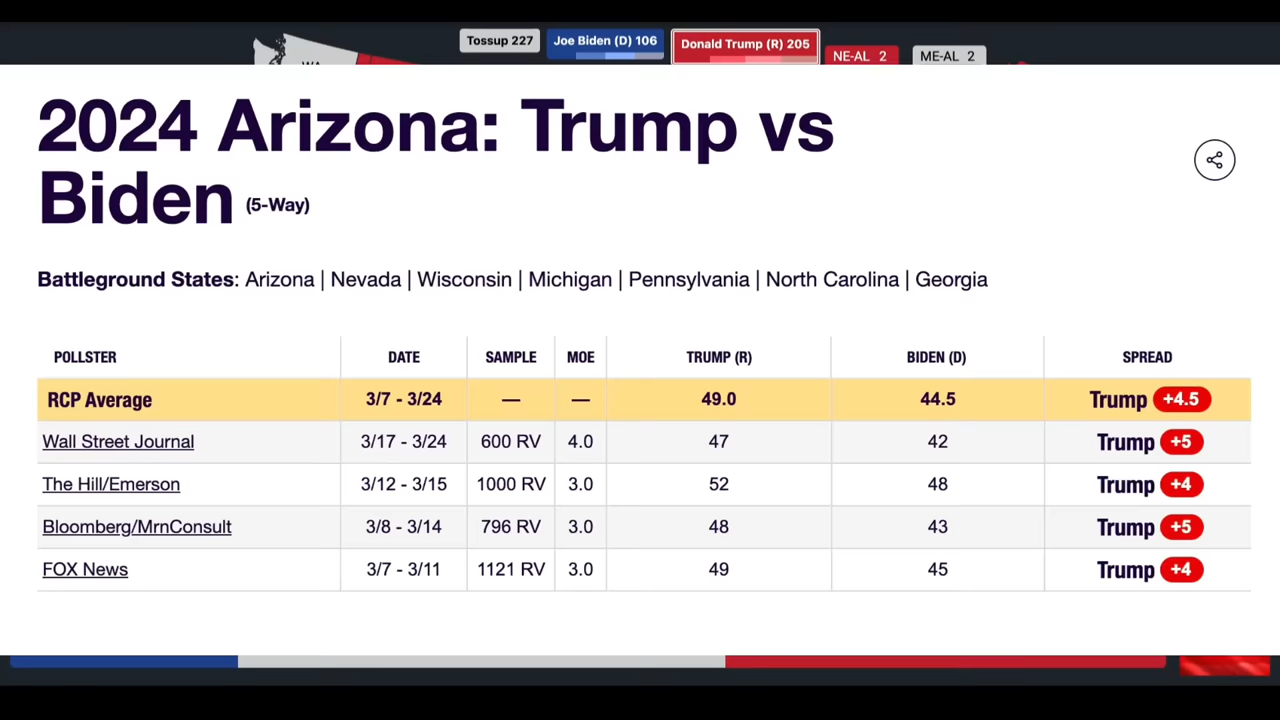 Tossup 227
Joe Biden (D) 106
Donald Trump (R) 205
NE-AL 2
ME-AL 2
2024 Arizona: Trump vs
Biden (5-Way)
Battleground States: Arizona | Nevada | Wisconsin | Michigan | Pennsylvania | North Carolina | Georgia
POLLSTER DATE SAMPLE MOE TRUMP (R) BIDEN (D) SPREAD
RCP Average 3/7 - 3/24 — — 49.0 44.5 Trump +4.5
Wall Street Journal 3/17 - 3/24 600 RV 4.0 47 42 Trump +5
The Hill/Emerson 3/12 - 3/15 1000 RV 3.0 52 48 Trump +4
Bloomberg/MrnConsult 3/8 - 3/14 796 RV 3.0 48 43 Trump +5
FOX News 3/7 - 3/11 1121 RV 3.0 49 45 Trump +4